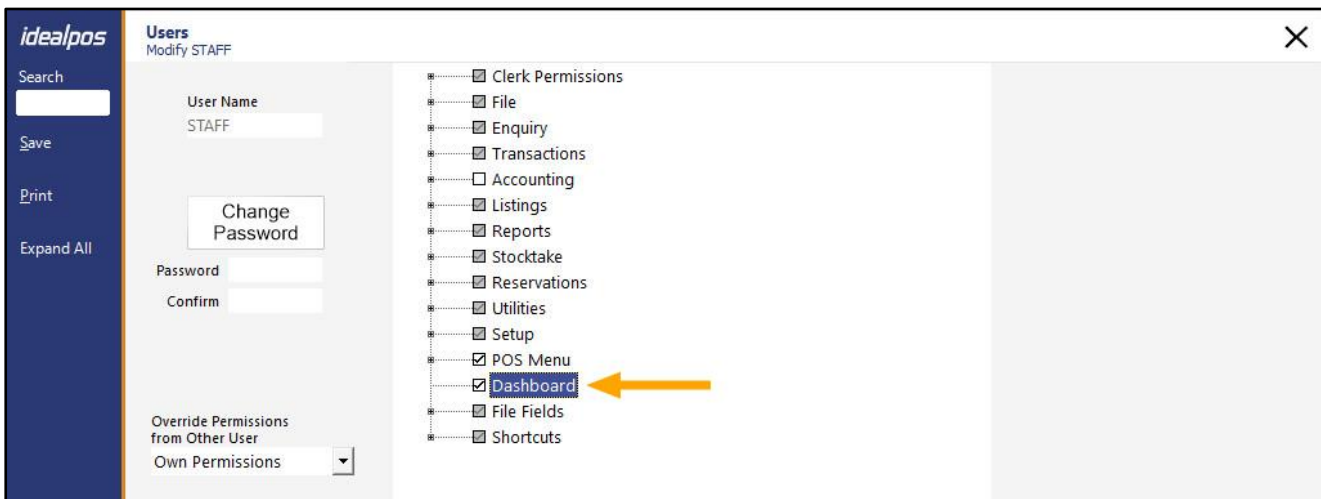 idealpos
Search
Save
Print
Expand All
Users
Modify STAFF
User Name
STAFF
Change
Password
Password
Confirm
Override Permissions
from Other User
Own Permissions
Clerk Permissions
File
Enquiry
Transactions
Accounting
Listings
Reports
Stocktake
Reservations
Utilities
Setup
POS Menu
Dashboard
File Fields
Shortcuts